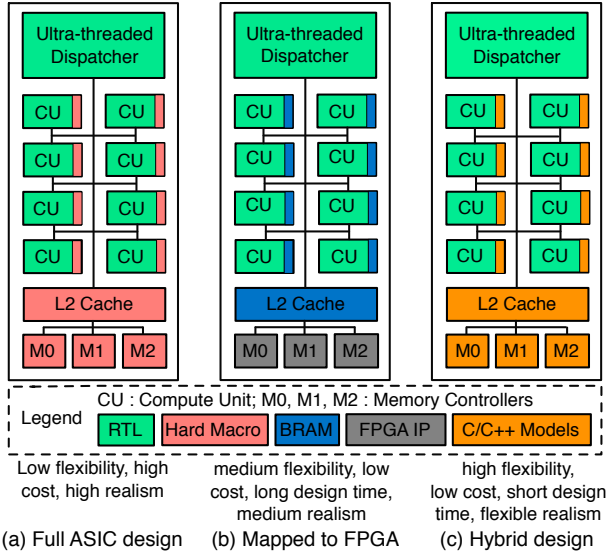 Ultra-threaded
Dispatcher
CU CU
CU CU
CU CU
CU CU
L2 Cache
M0 M1 M2
Ultra-threaded
Dispatcher
CU CU
CU CU
CU CU
CU CU
L2 Cache
M0 M1 M2
Ultra-threaded
Dispatcher
CU CU
CU CU
CU CU
CU CU
L2 Cache
M0 M1 M2
CU : Compute Unit; M0, M1, M2 : Memory Controllers
Legend
RTL Hard Macro BRAM FPGA IP C/C++ Models
Low flexibility, high
cost, high realism
(a) Full ASIC design
medium flexibility, low
cost, long design time,
medium realism
(b) Mapped to FPGA
high flexibility,
low cost, short design
time, flexible realism
(c) Hybrid design